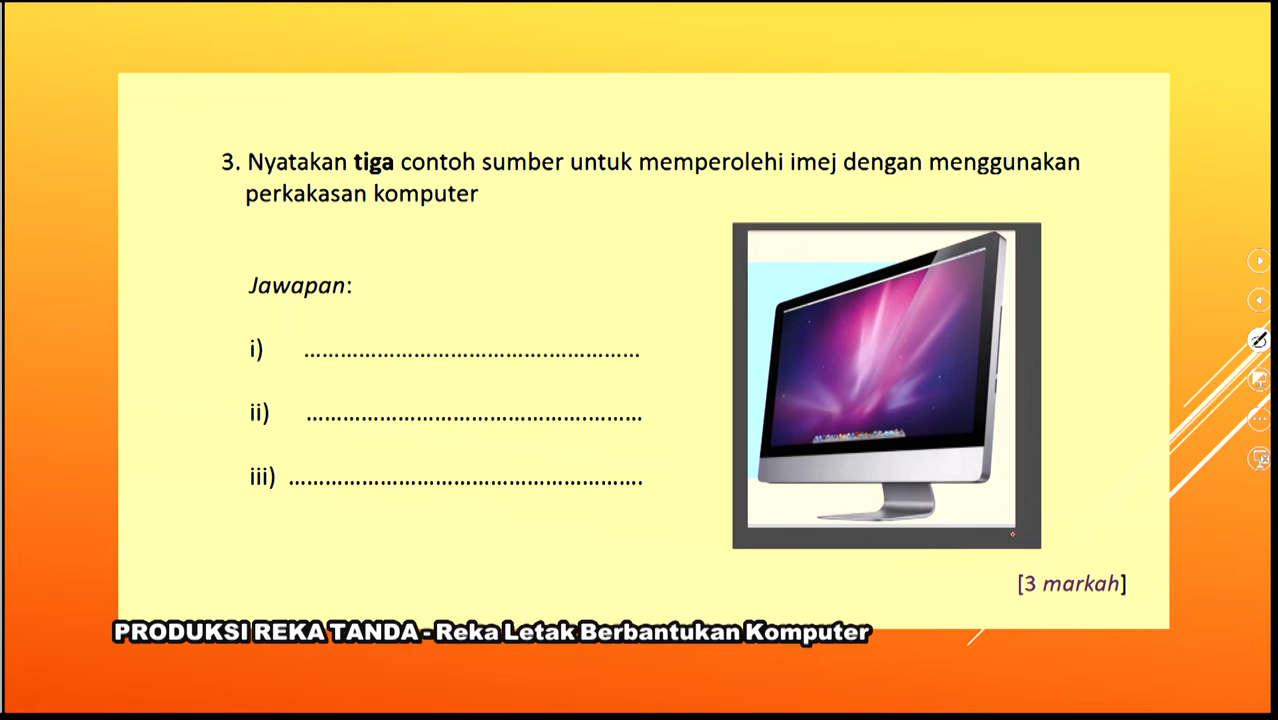 3. Nyatakan tiga contoh sumber untuk memperolehi imej dengan menggunakan
perkakasan komputer
Jawapan:
i) ......................................................
ii) ......................................................
iii) .........................................................
[3 markah]
PRODUKSI REKA TANDA - Reka Letak Berbantukan Komputer